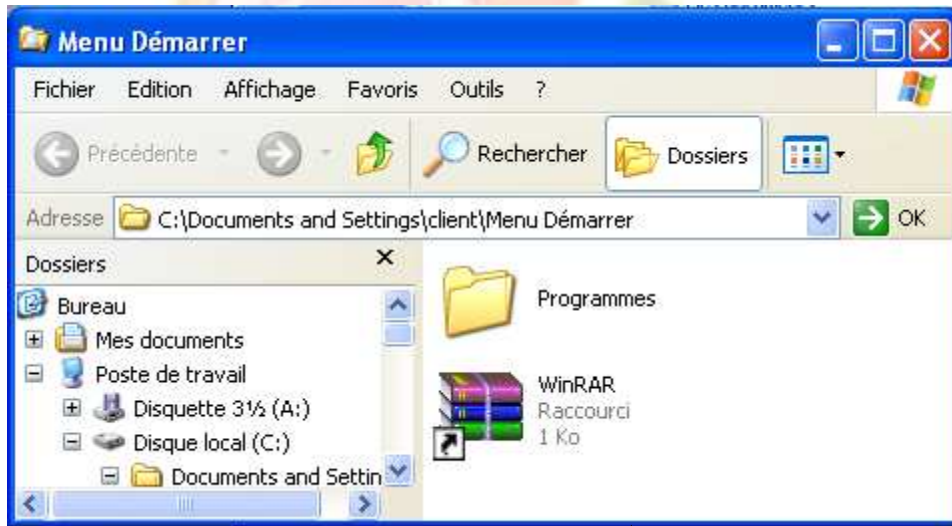 Menu Démarrer
Fichier Edition Affichage Favoris Outils ?
Précédente Rechercher Dossiers
Adresse C:\Documents and Settings\client\Menu Démarrer OK
Dossiers
Bureau
Mes documents
Poste de travail
Disquette 3½ (A:)
Disque local (C:)
Documents and Settin
Programmes
WinRAR
Raccourci
1 Ko